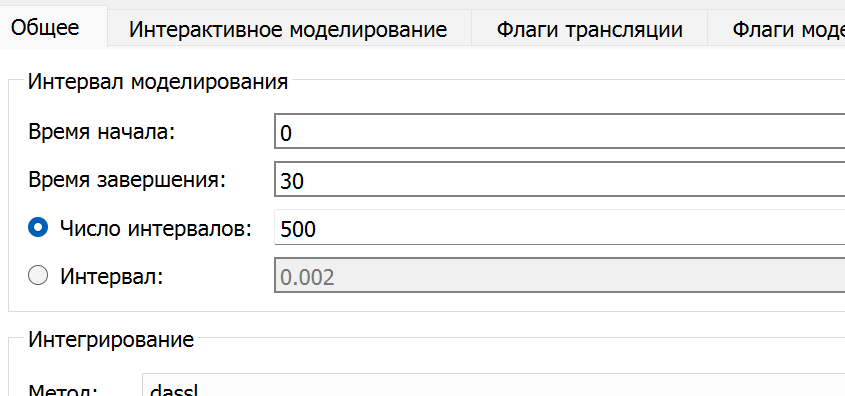 Общее Интерактивное моделирование Флаги трансляции Флаги
Интервал моделирования
Время начала: 0
Время завершения: 30
Число интервалов: 500
Интервал: 0.002
Интегрирование
Метод: dassl